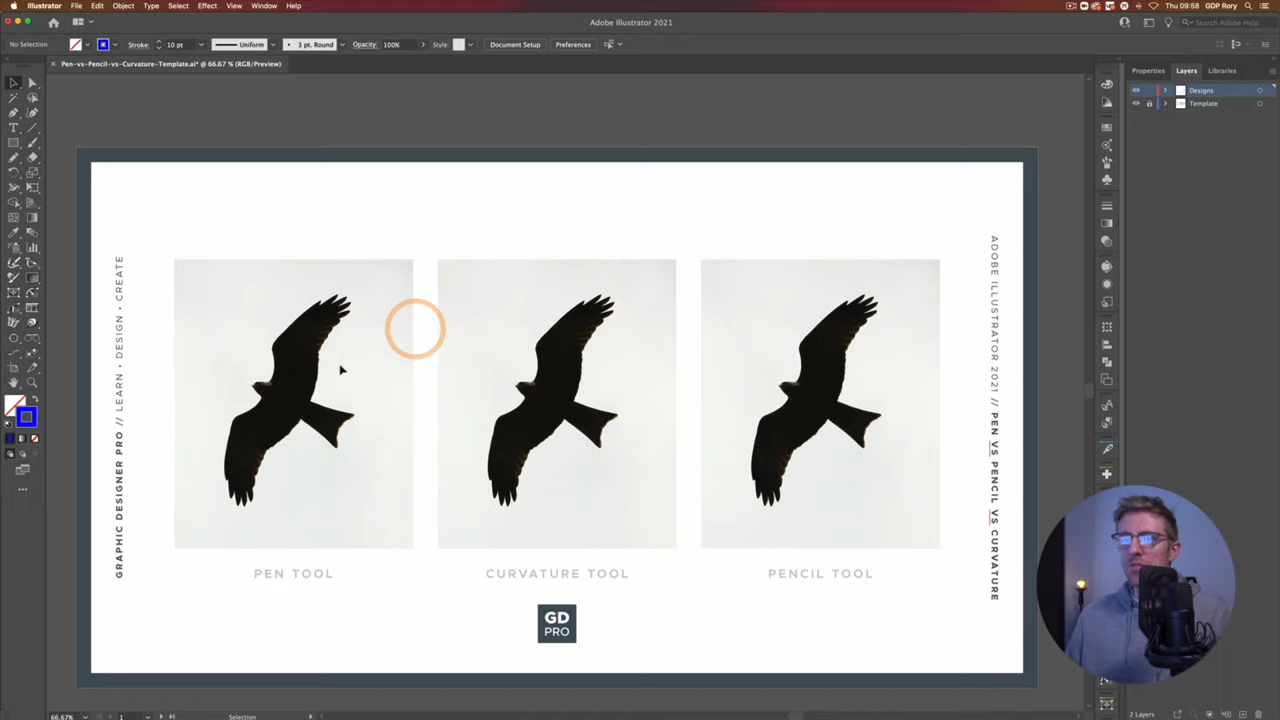 Illustrator File Edit Object Type Select Effect View Window Help
Thu 09:58 GDP Rory
Adobe Illustrator 2021
Search Adobe Help
No Selection
Stroke: 10 pt
Uniform
3 pt. Round
Opacity: 100%
Style:
Document Setup
Preferences
Pen-vs-Pencil-vs-Curvature-Template.ai* @ 66.67 % (RGB/Preview)
Properties Layers Libraries
Designs
Template
GRAPHIC DESIGNER PRO // LEARN • DESIGN • CREATE
ADOBE ILLUSTRATOR 2021 // PEN VS PENCIL VS CURVATURE
PEN TOOL
CURVATURE TOOL
PENCIL TOOL
GD
PRO
66.67%
1
Selection
2 Layers